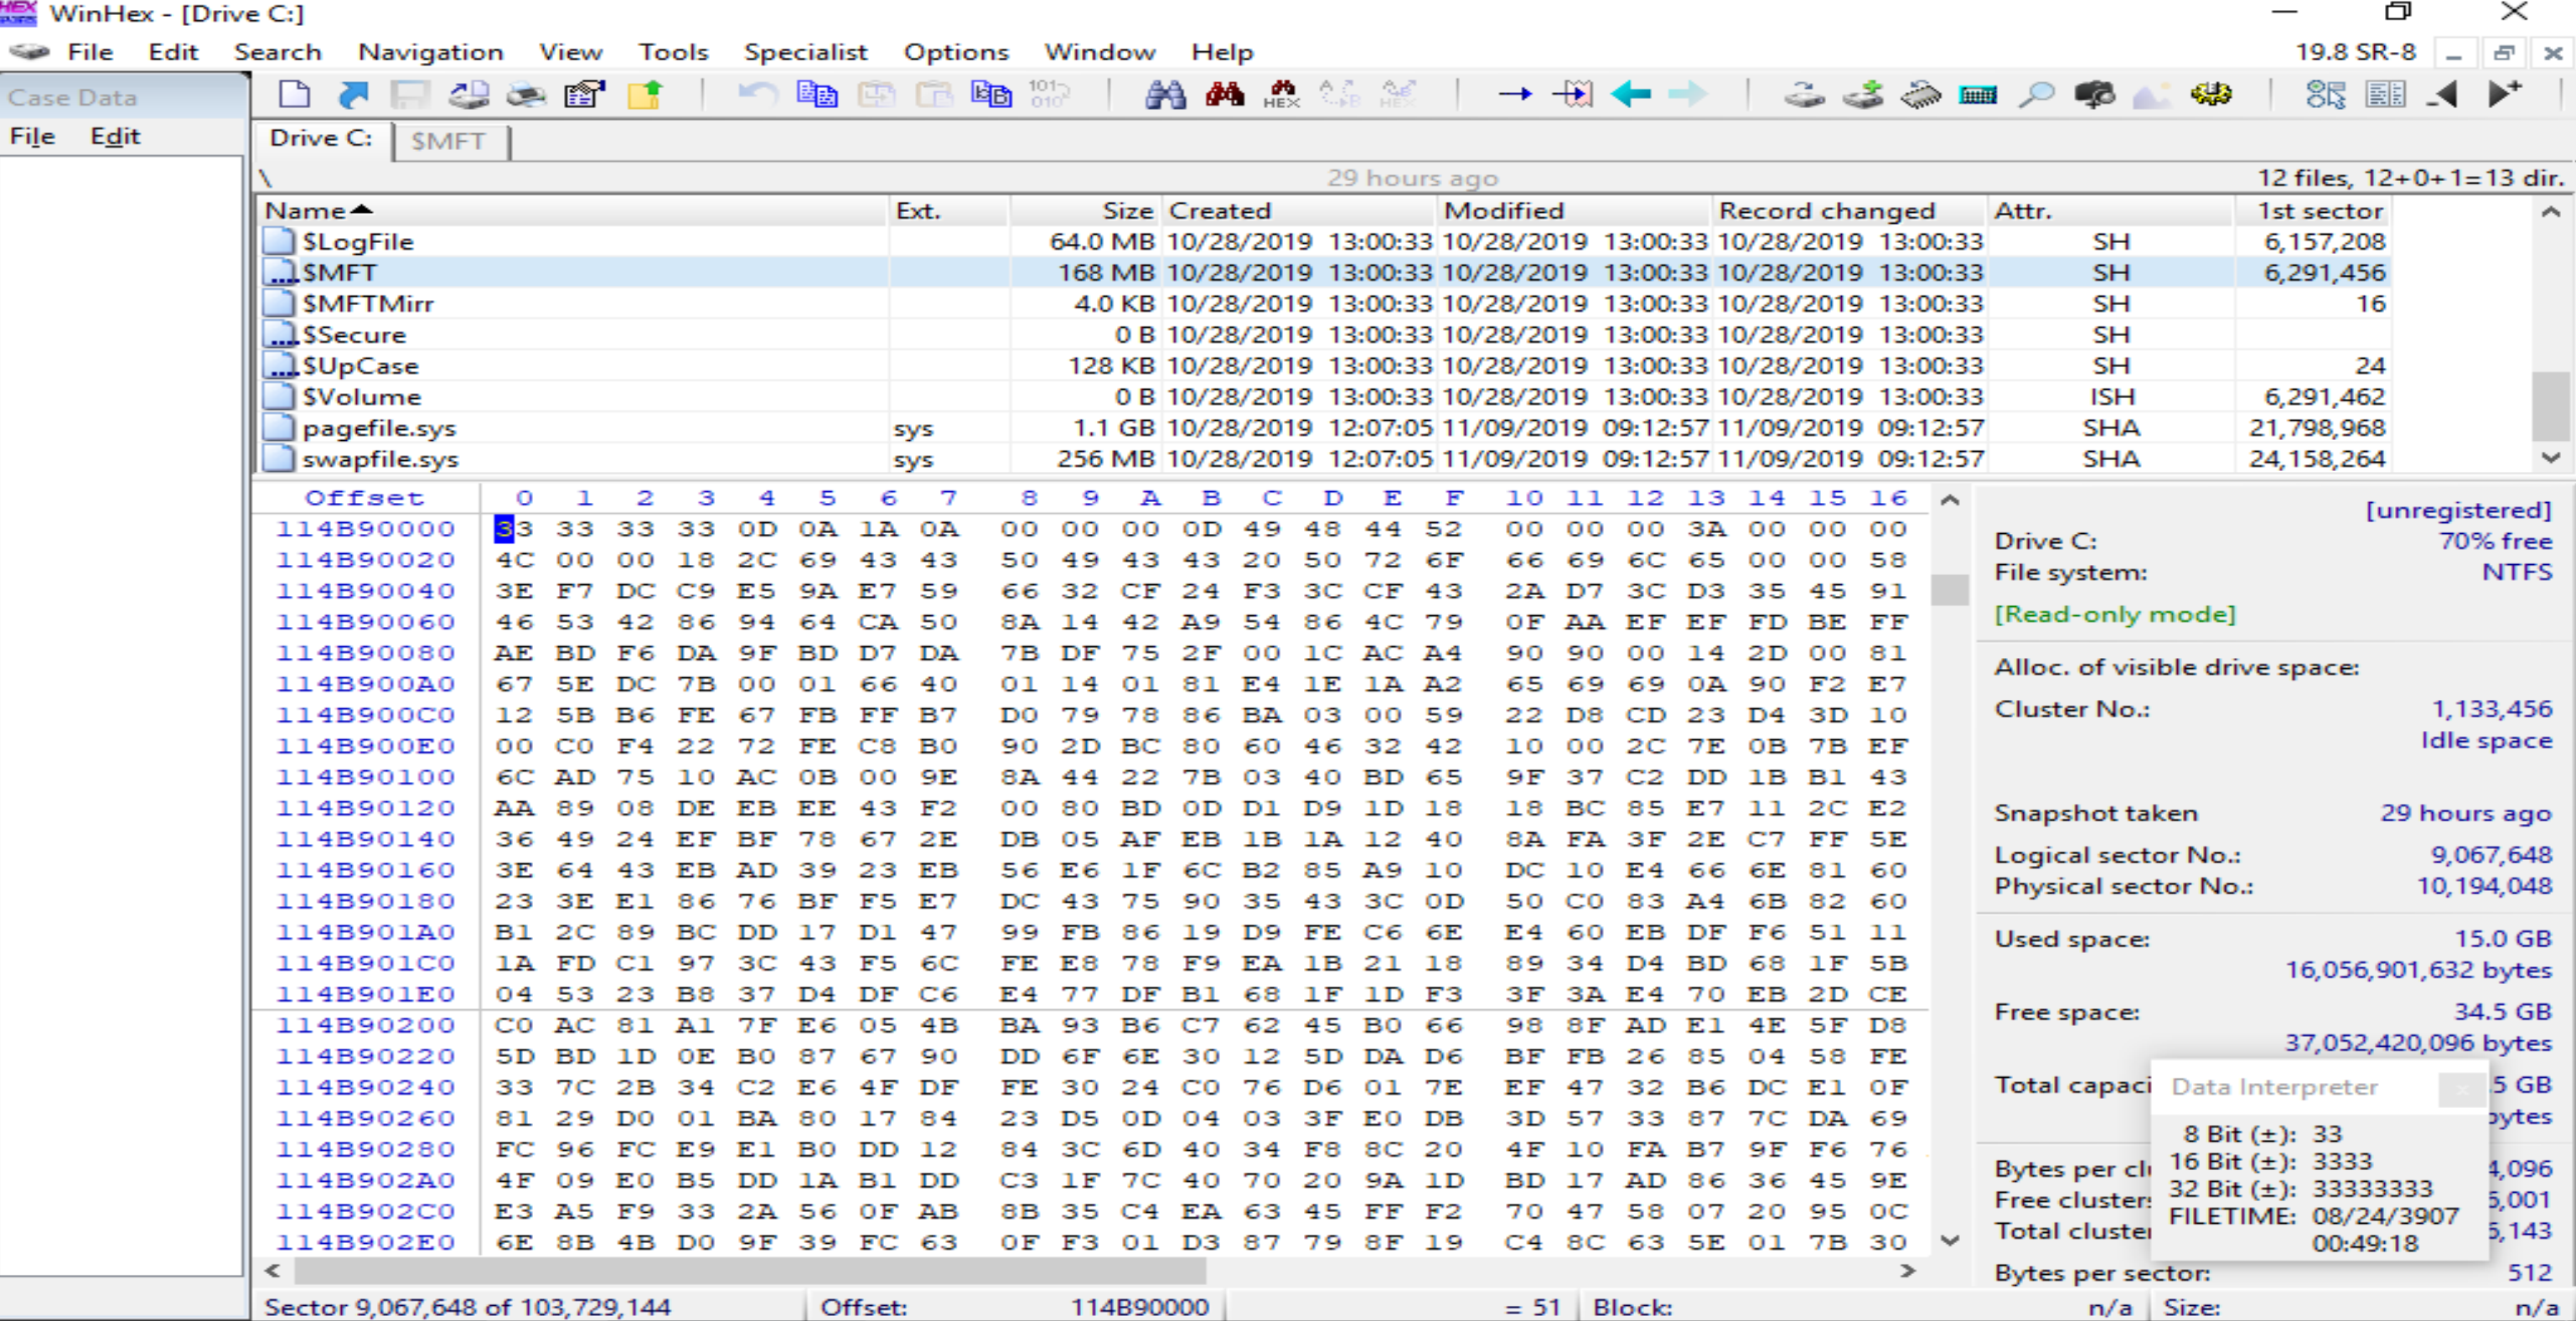 WinHex - [Drive C:]
File Edit Search Navigation View Tools Specialist Options Window Help 19.8 SR-8
Case Data
File Edit
Drive C: $MFT
\ 29 hours ago 12 files, 12+0+1=13 dir.
Name Ext. Size Created Modified Record changed Attr. 1st sector
$LogFile 64.0 MB 10/28/2019 13:00:33 10/28/2019 13:00:33 10/28/2019 13:00:33 SH 6,157,208
$MFT 168 MB 10/28/2019 13:00:33 10/28/2019 13:00:33 10/28/2019 13:00:33 SH 6,291,456
$MFTMirr 4.0 KB 10/28/2019 13:00:33 10/28/2019 13:00:33 10/28/2019 13:00:33 SH 16
$Secure 0 B 10/28/2019 13:00:33 10/28/2019 13:00:33 10/28/2019 13:00:33 SH
$UpCase 128 KB 10/28/2019 13:00:33 10/28/2019 13:00:33 10/28/2019 13:00:33 SH 24
$Volume 0 B 10/28/2019 13:00:33 10/28/2019 13:00:33 10/28/2019 13:00:33 ISH 6,291,462
pagefile.sys sys 1.1 GB 10/28/2019 12:07:05 11/09/2019 09:12:57 11/09/2019 09:12:57 SHA 21,798,968
swapfile.sys sys 256 MB 10/28/2019 12:07:05 11/09/2019 09:12:57 11/09/2019 09:12:57 SHA 24,158,264
Offset 0 1 2 3 4 5 6 7 8 9 A B C D E F 10 11 12 13 14 15 16
114B90000 33 33 33 33 0D 0A 1A 0A 00 00 00 0D 49 48 44 52 00 00 00 3A 00 00 00
114B90020 4C 00 00 18 2C 69 43 43 50 49 43 43 20 50 72 6F 66 69 6C 65 00 00 58
114B90040 3E F7 DC C9 E5 9A E7 59 66 32 CF 24 F3 3C CF 43 2A D7 3C D3 35 45 91
114B90060 46 53 42 86 94 64 CA 50 8A 14 42 A9 54 86 4C 79 0F AA EF EF FD BE FF
114B90080 AE BD F6 DA 9F BD D7 DA 7B DF 75 2F 00 1C AC A4 90 90 00 14 2D 00 81
114B900A0 67 5E DC 7B 00 01 66 40 01 14 01 81 E4 1E 1A A2 65 69 69 0A 90 F2 E7
114B900C0 12 5B B6 FE 67 FB FF B7 D0 79 78 86 BA 03 00 59 22 D8 CD 23 D4 3D 10
114B900E0 00 C0 F4 22 72 FE C8 B0 90 2D BC 80 60 46 32 42 10 00 2C 7E 0B 7B EF
114B90100 6C AD 75 10 AC 0B 00 9E 8A 44 22 7B 03 40 BD 65 9F 37 C2 DD 1B B1 43
114B90120 AA 89 08 DE EB EE 43 F2 00 80 BD 0D D1 D9 1D 18 18 BC 85 E7 11 2C E2
114B90140 36 49 24 EF BF 78 67 2E DB 05 AF EB 1B 1A 12 40 8A FA 3F 2E C7 FF 5E
114B90160 3E 64 43 EB AD 39 23 EB 56 E6 1F 6C B2 85 A9 10 DC 10 E4 66 6E 81 60
114B90180 23 3E E1 86 76 BF F5 E7 DC 43 75 90 35 43 3C 0D 50 C0 83 A4 6B 82 60
114B901A0 B1 2C 89 BC DD 17 D1 47 99 FB 86 19 D9 FE C6 6E E4 60 EB DF F6 51 11
114B901C0 1A FD C1 97 3C 43 F5 6C FE E8 78 F9 EA 1B 21 18 89 34 D4 BD 68 1F 5B
114B901E0 04 53 23 B8 37 D4 DF C6 E4 77 DF B1 68 1F 1D F3 3F 3A E4 70 EB 2D CE
114B90200 C0 AC 81 A1 7F E6 05 4B BA 93 B6 C7 62 45 B0 66 98 8F AD E1 4E 5F D8
114B90220 5D BD 1D 0E B0 87 67 90 DD 6F 6E 30 12 5D DA D6 BF FB 26 85 04 58 FE
114B90240 33 7C 2B 34 C2 E6 4F DF FE 30 24 C0 76 D6 01 7E EF 47 32 B6 DC E1 0F
114B90260 81 29 D0 01 BA 80 17 84 23 D5 0D 04 03 3F E0 DB 3D 57 33 87 7C DA 69
114B90280 FC 96 FC E9 E1 B0 DD 12 84 3C 6D 40 34 F8 8C 20 4F 10 FA B7 9F F6 76
114B902A0 4F 09 E0 B5 DD 1A B1 DD C3 1F 7C 40 70 20 9A 1D BD 17 AD 86 36 45 9E
114B902C0 E3 A5 F9 33 2A 56 0F AB 8B 35 C4 EA 63 45 FF F2 70 47 58 07 20 95 0C
114B902E0 6E 8B 4B D0 9F 39 FC 63 0F F3 01 D3 87 79 8F 19 C4 8C 63 5E 01 7B 30
[unregistered]
Drive C: 70% free
File system: NTFS
[Read-only mode]
Alloc. of visible drive space:
Cluster No.: 1,133,456
Idle space
Snapshot taken 29 hours ago
Logical sector No.: 9,067,648
Physical sector No.: 10,194,048
Used space: 15.0 GB
16,056,901,632 bytes
Free space: 34.5 GB
37,052,420,096 bytes
Total capaci .5 GB
bytes
Bytes per cl 4,096
Free cluster 6,001
Total cluste 6,143
Bytes per sector: 512
Data Interpreter
8 Bit (±): 33
16 Bit (±): 3333
32 Bit (±): 33333333
FILETIME: 08/24/3907
00:49:18
Sector 9,067,648 of 103,729,144 Offset: 114B90000 = 51 Block: n/a Size: n/a